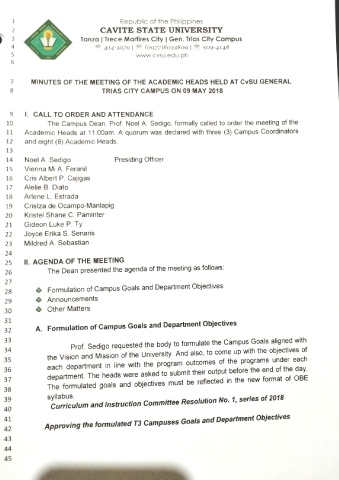 1 Republic of the Philippines
2 CAVITE STATE UNIVERSITY
3 Tanza | Trece Martires City | Gen. Trias City Campus
4
5 www.cvsu.edu.ph
6
7 MINUTES OF THE MEETING OF THE ACADEMIC HEADS HELD AT CvSU GENERAL
8 TRIAS CITY CAMPUS ON 09 MAY 2018
9 I. CALL TO ORDER AND ATTENDANCE
10 The Campus Dean, Prof. Noel A. Sedigo, formally called to order the meeting of the
11 Academic Heads at 11:00am. A quorum was declared with three (3) Campus Coordinators
12 and eight (8) Academic Heads.
13
14 Noel A. Sedigo Presiding Officer
15 Vienna Mi A. Feranil
16 Cris Albert P. Cajigas
17 Alelie B. Diato
18 Arlene L. Estrada
19 Cristza de Ocampo-Manlapig
20 Kristel Shane C. Paminter
21 Gideon Luke P. Ty
22 Joyce Erika S. Senaris
23 Mildred A. Sebastian
24
25 II. AGENDA OF THE MEETING
26 The Dean presented the agenda of the meeting as follows:
27
28 Formulation of Campus Goals and Department Objectives
29 Announcements
30 Other Matters
31
32 A. Formulation of Campus Goals and Department Objectives
33
34 Prof. Sedigo requested the body to formulate the Campus Goals aligned with
35 the Vision and Mission of the University. And also, to come up with the objectives of
36 each department in line with the program outcomes of the programs under each
37 department. The heads were asked to submit their output before the end of the day.
38 The formulated goals and objectives must be reflected in the new format of OBE
39 syllabus.
40 Curriculum and Instruction Committee Resolution No. 1, series of 2018
41
42 Approving the formulated T3 Campuses Goals and Department Objectives
43
44
45